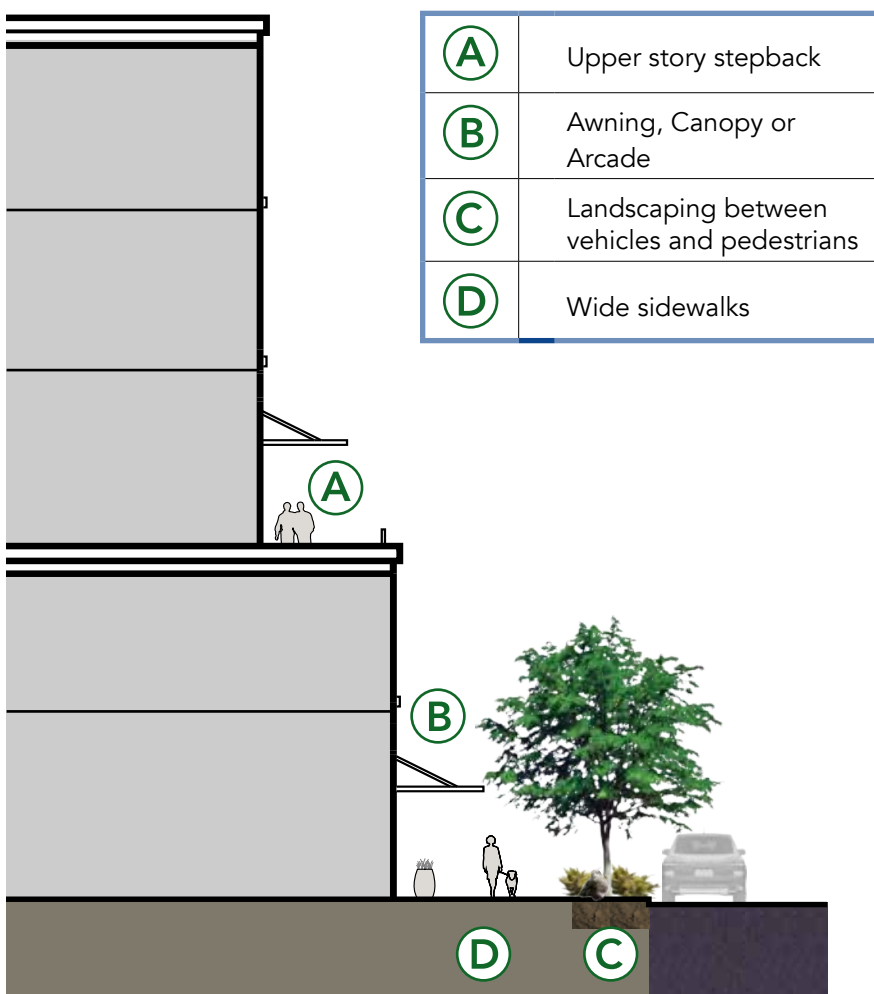 A Upper story stepback
B Awning, Canopy or
Arcade
C Landscaping between
vehicles and pedestrians
D Wide sidewalks
A
B
D C